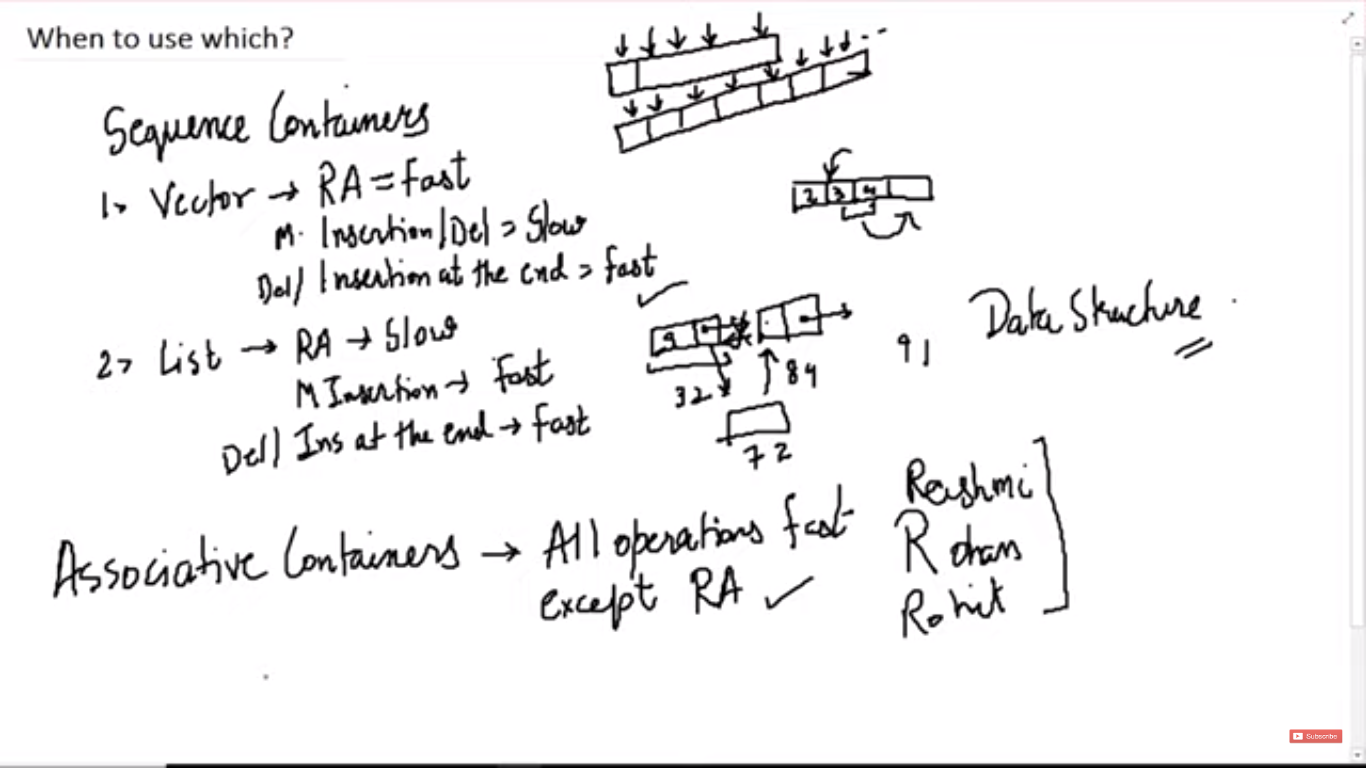 When to use which?
Sequence Containers
1> Vector → RA = Fast
M. Insertion/Del = Slow
Del/ Insertion at the end = fast
2> List → RA → Slow
M Insertion → Fast
Del/ Ins at the end → Fast
2 3 4
9
32
84
72
91
Data Structure
Associative Containers → All operations fast
except RA
Rashmi
Rohan
Rohit
Subscribe